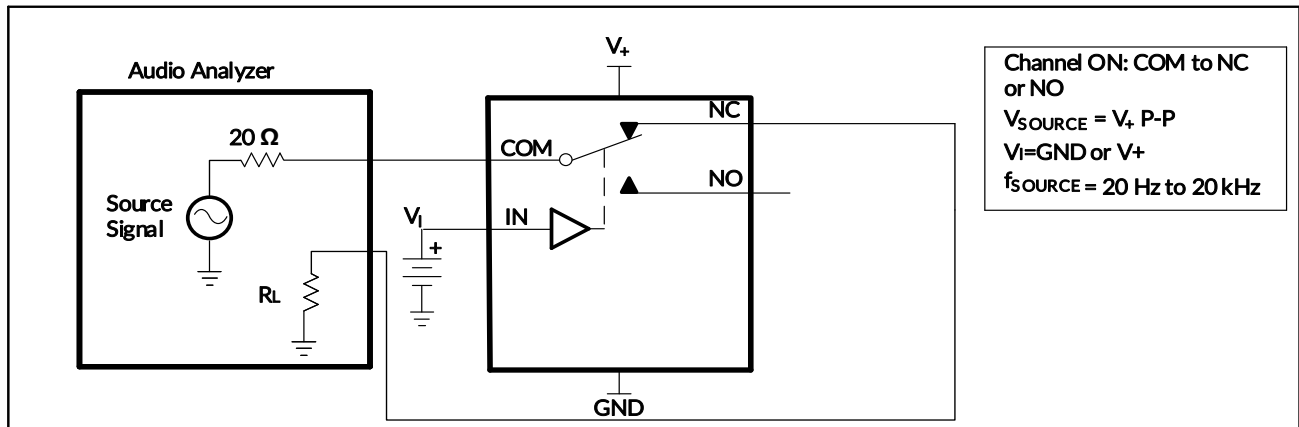 V+
Audio Analyzer
Channel ON: COM to NC
or NO
VSOURCE = V+ P-P
VI=GND or V+
fSOURCE = 20 Hz to 20 kHz
NC
20 Ω
COM
NO
Source
Signal
VI
IN
+
RL
GND